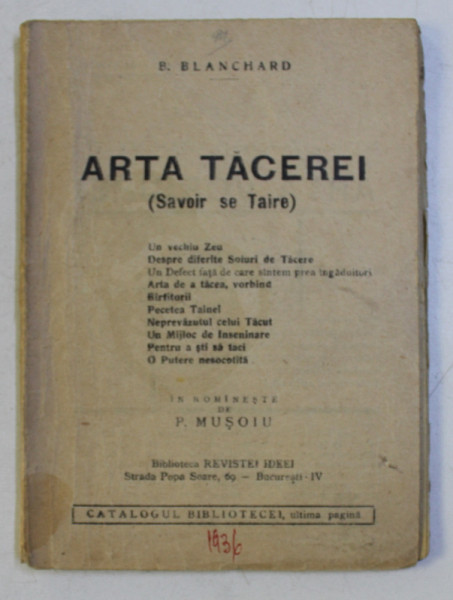 B. BLANCHARD
ARTA TĂCEREI
(Savoir se Taire)
Un vechiu Zeu
Despre diferite Soiuri de Tăcere
Un Defect față de care sintem prea îngăduitori
Arta de a tăcea, vorbind
Bîrfitorii
Pecetea Tainei
Neprevăzutul celui Tăcut
Un Mijloc de Inseninare
Pentru a ști să taci
O Putere nesocotită
ÎN ROMÎNEȘTE
DE
P. MUȘOIU
Biblioteca REVISTEI IDEEI
Strada Popa Soare, 69 — București-IV
CATALOGUL BIBLIOTECEI, ultima pagină
1936